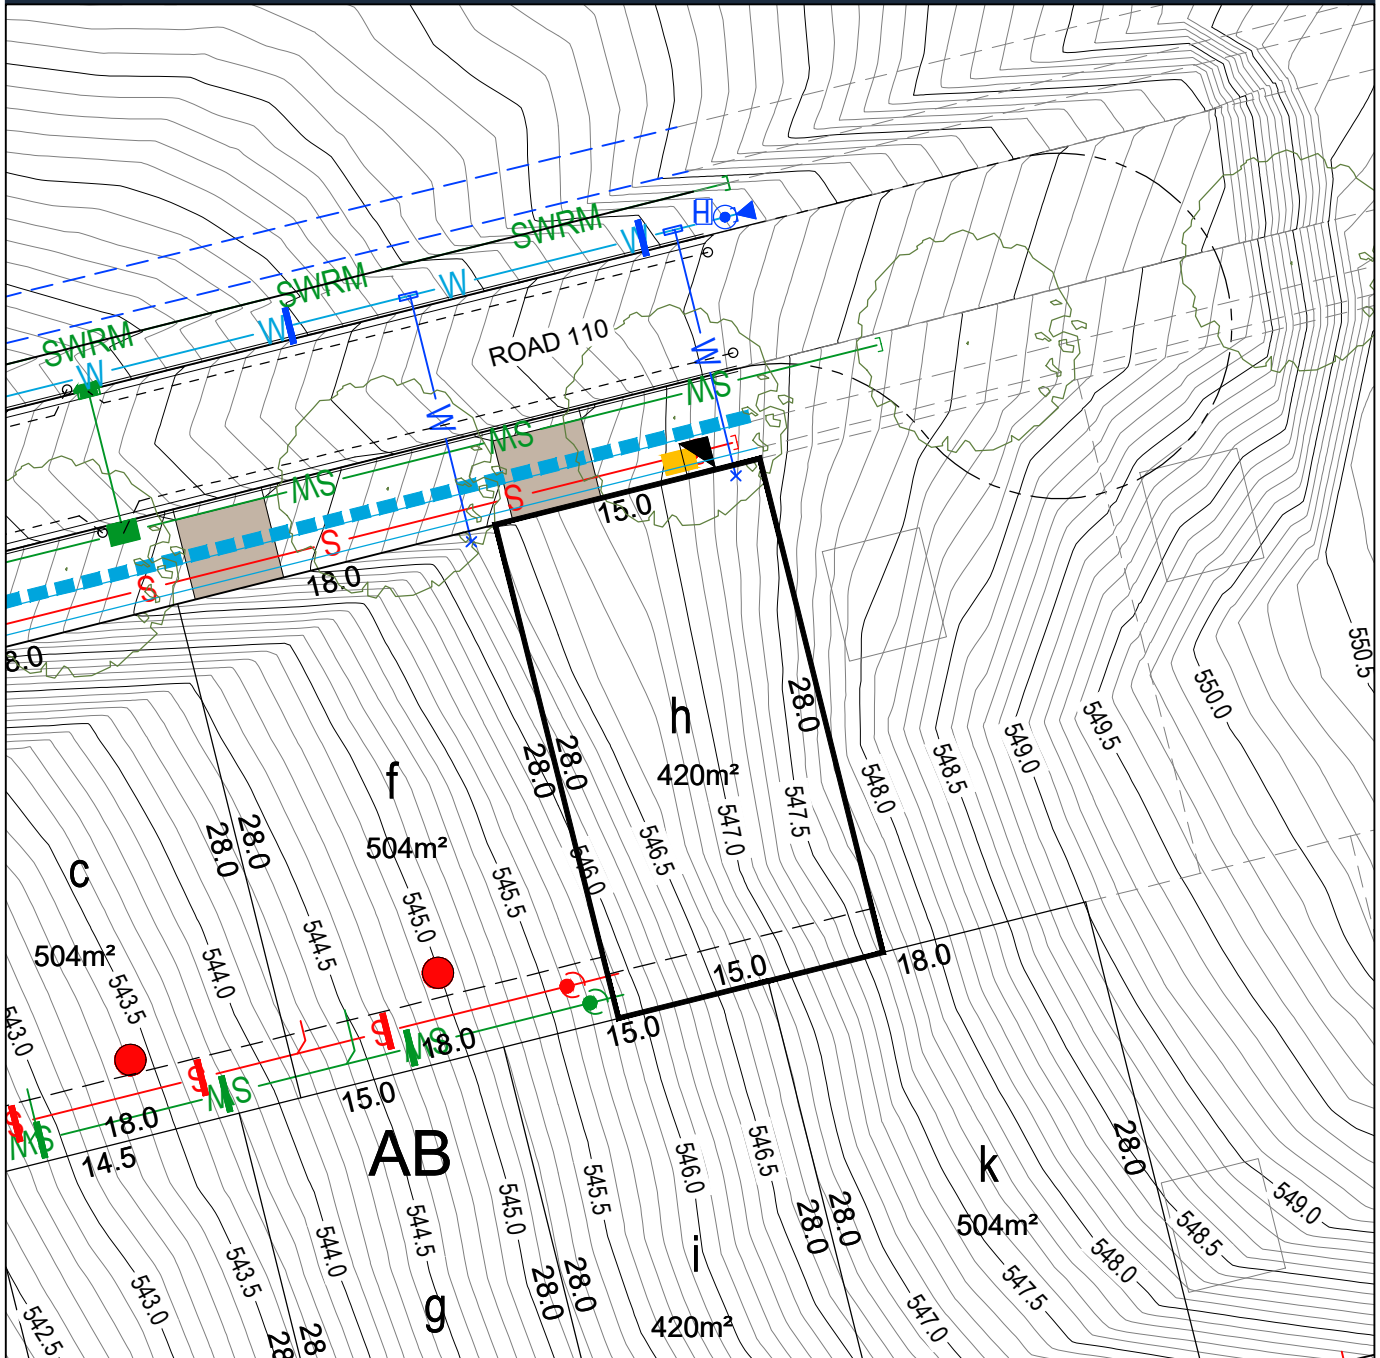 H
SWRM
SWRM
SWRM
W
W
W
W
W
W
ROAD 110
MS
MS
MS
S
S
S
15.0
18.0
8.0
28.0
28.0
28.0
h
420m²
f
504m²
28.0
28.0
c
504m²
550.5
550.0
549.5
549.0
548.5
548.0
547.5
547.0
546.5
546.0
545.5
545.0
544.5
544.0
543.5
543.0
15.0
18.0
15.0
18.0
15.0
18.0
14.5
S
S
S
MS
MS
MS
AB
k
504m²
i
420m²
g
28.0
28.0
28.0
28.0
28.0
28
28
549.0
548.5
548.0
547.5
547.0
546.5
546.0
545.5
545.0
544.5
544.0
543.5
543.0
542.5